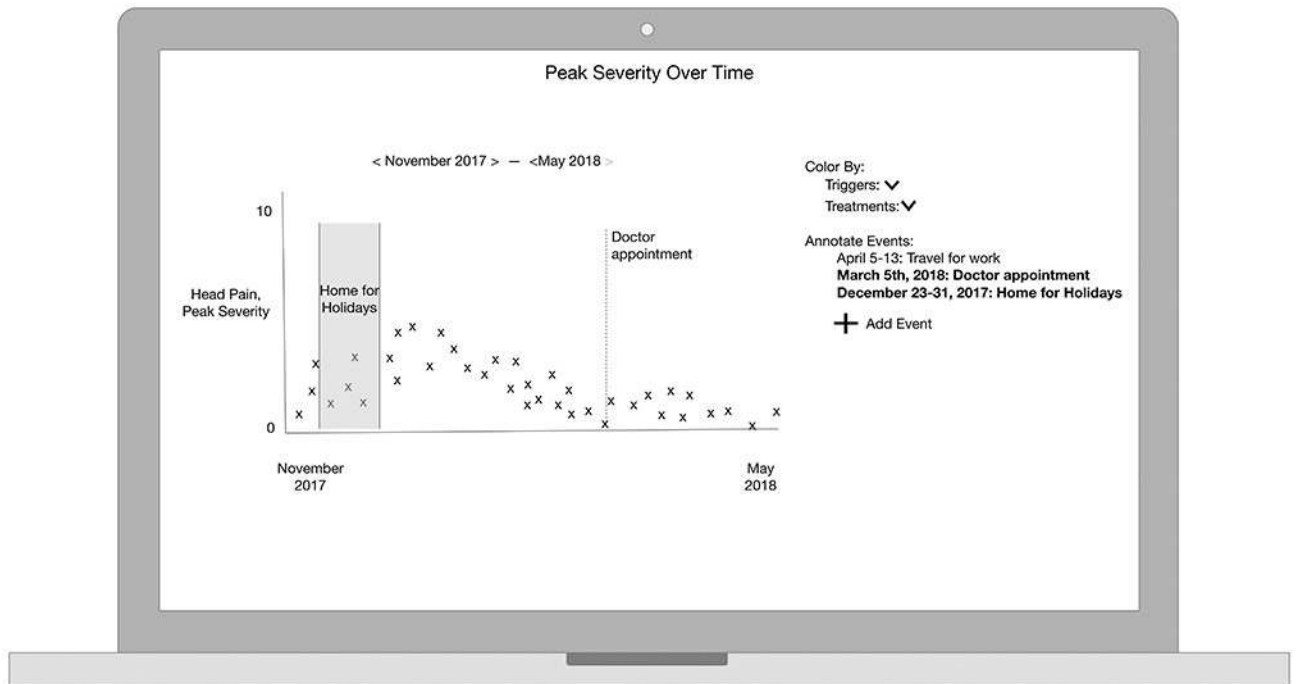 Peak Severity Over Time
< November 2017 > – <May 2018 >
10
Head Pain,
Peak Severity
0
Home for
Holidays
Doctor
appointment
November
2017
May
2018
Color By:
Triggers:
Treatments:
Annotate Events:
April 5-13: Travel for work
March 5th, 2018: Doctor appointment
December 23-31, 2017: Home for Holidays
+ Add Event